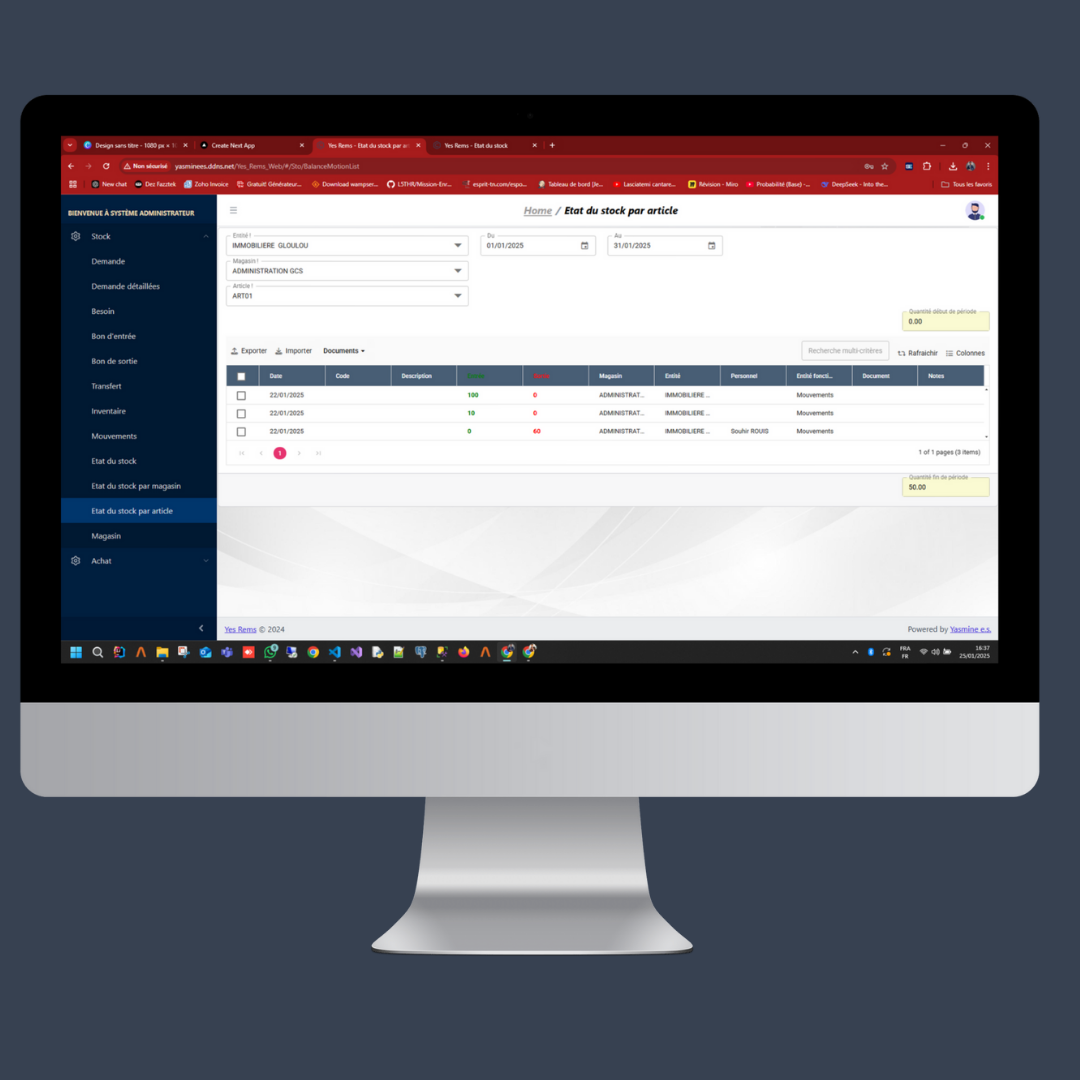 Design sans titre - 1080 px × 1
Create Next App
Yes Rems - Etat du stock par ar
Yes Rems - Etat du stock
Non sécurisé
yasminees.ddns.net/Yes_Rems_Web/#/Sto/BalanceMotionList
New chat
Dez Fazztek
Zoho Invoice
Gratuit Générateur...
Download wampser...
L5THR/Mission-Enr...
esprit-tn.com/espo...
Tableau de bord (Je...
Lasciatemi cantare...
Révision - Miro
Probabilité (Base) -...
DeepSeek - Into the...
Tous les favoris
BIENVENUE À SYSTÈME ADMINISTRATEUR
Home / Etat du stock par article
Stock
Demande
Demande détaillées
Besoin
Bon d'entrée
Bon de sortie
Transfert
Inventaire
Mouvements
Etat du stock
Etat du stock par magasin
Etat du stock par article
Magasin
Achat
Entité !
IMMOBILIERE GLOULOU
Du
01/01/2025
Au
31/01/2025
Magasin !
ADMINISTRATION GCS
Article !
ART01
Quantité début de période
0.00
Exporter
Importer
Documents
Recherche multi-critères
Rafraichir
Colonnes
Date Code Description Magasin Entité Personnel Entité foncti... Document Notes
22/01/2025 100 0 ADMINISTRAT... IMMOBILIERE ... Mouvements
22/01/2025 10 0 ADMINISTRAT... IMMOBILIERE ... Mouvements
22/01/2025 0 60 ADMINISTRAT... IMMOBILIERE ... Souhir ROUIS Mouvements
1
1 of 1 pages (3 items)
Quantité fin de période
50.00
Yes Rems © 2024
Powered by Yasmine e.s.
FRA
FR
16:37
25/01/2025